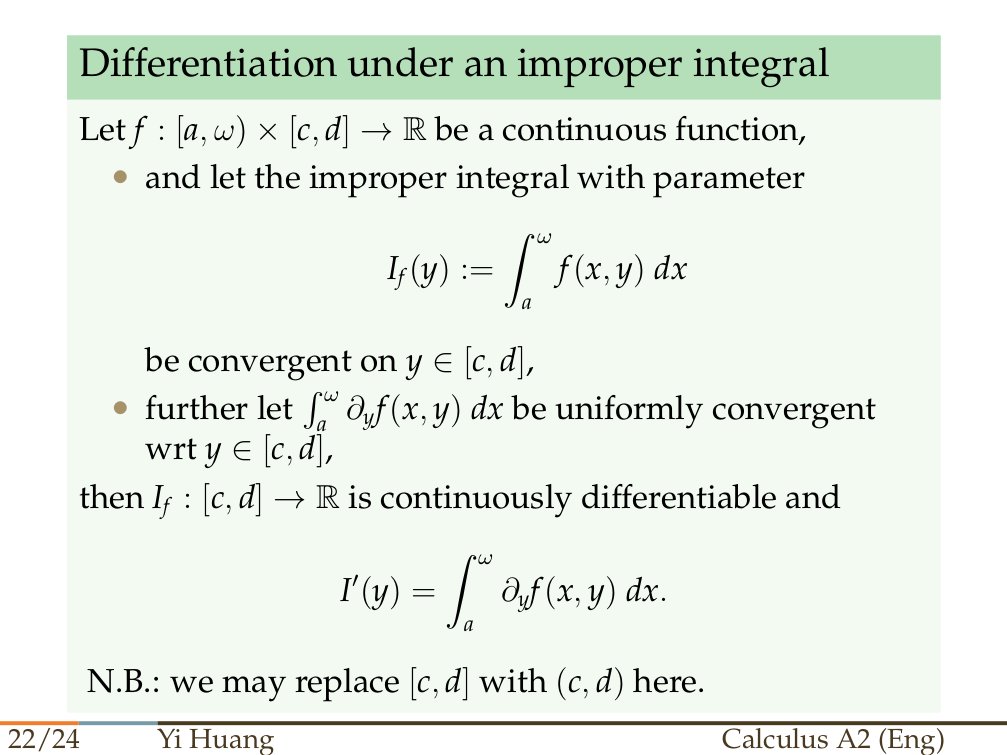 Differentiation under an improper integral
Let f : [a, ω) × [c, d] → ℝ be a continuous function,
• and let the improper integral with parameter
I_f(y) := ∫_a^ω f(x, y) dx
be convergent on y ∈ [c, d],
• further let ∫_a^ω ∂_y f(x, y) dx be uniformly convergent
wrt y ∈ [c, d],
then I_f : [c, d] → ℝ is continuously differentiable and
I′(y) = ∫_a^ω ∂_y f(x, y) dx.
N.B.: we may replace [c, d] with (c, d) here.
22/24 Yi Huang Calculus A2 (Eng)